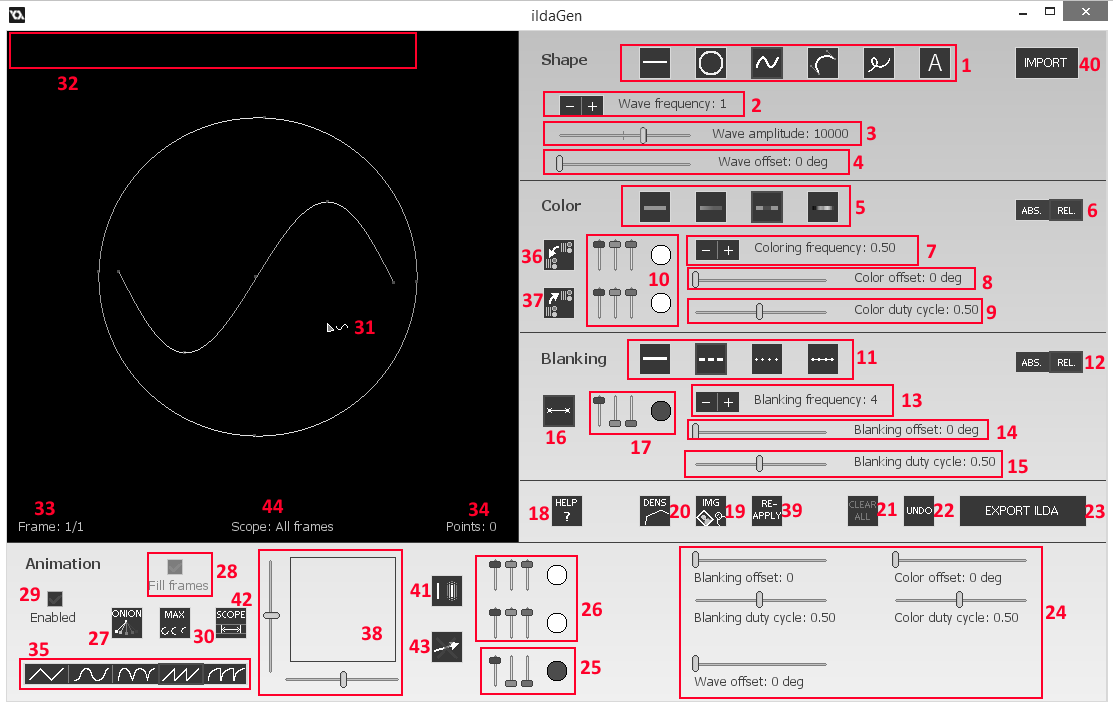 ildaGen
Shape A 1 IMPORT 40
32
Wave frequency: 1 2
Wave amplitude: 10000 3
Wave offset: 0 deg 4
Color 5 ABS. REL. 6
36 Coloring frequency: 0.50 7
10 Color offset: 0 deg 8
37 Color duty cycle: 0.50 9
31
Blanking 11 ABS. REL. 12
Blanking frequency: 4 13
16 17 Blanking offset: 0 deg 14
Blanking duty cycle: 0.50 15
33 44 34
Frame: 1/1 Scope: All frames Points: 0
18 HELP ? DENS 20 IMG 19 RE-APPLY 39 CLEAR ALL 21 UNDO 22 EXPORT ILDA 23
Animation
28 Fill frames
29 Enabled
27 ONION MAX 30 42 SCOPE
35
38
41
43
26
25
Blanking offset: 0 Color offset: 0 deg
Blanking duty cycle: 0.50 Color duty cycle: 0.50 24
Wave offset: 0 deg